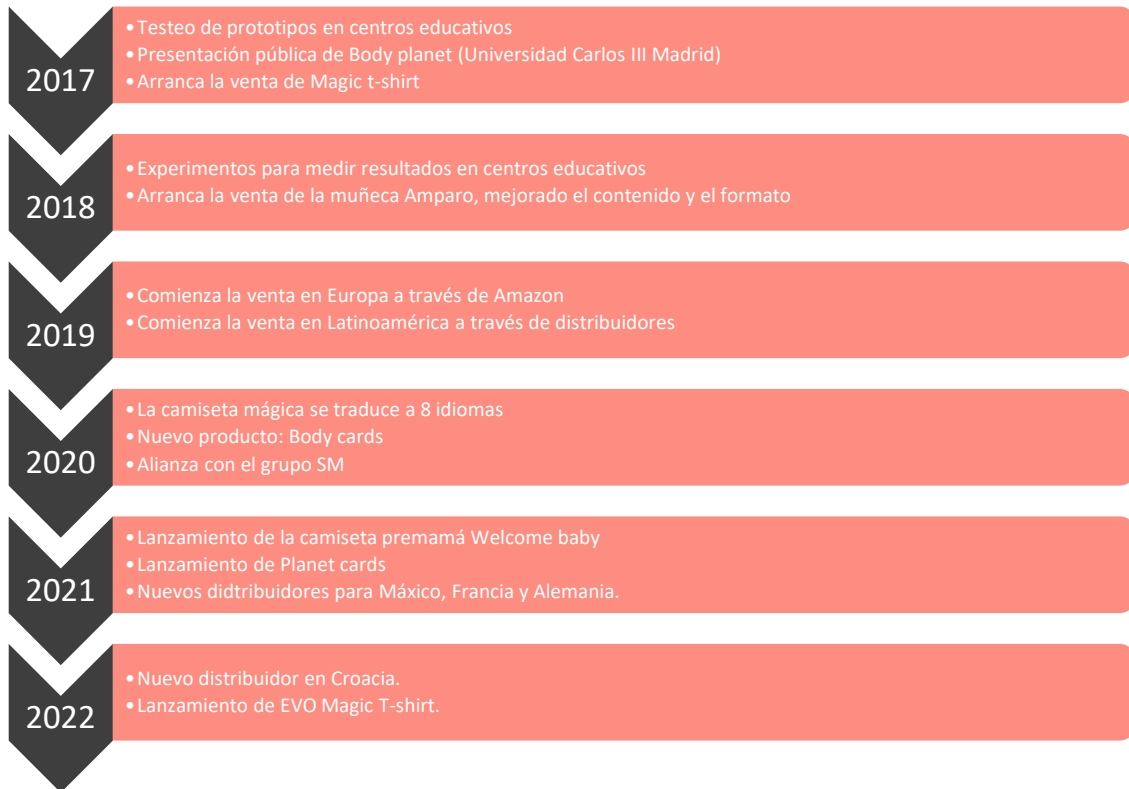 2017
•Testeo de prototipos en centros educativos
•Presentación pública de Body planet (Universidad Carlos III Madrid)
•Arranca la venta de Magic t-shirt
2018
•Experimentos para medir resultados en centros educativos
•Arranca la venta de la muñeca Amparo, mejorado el contenido y el formato
2019
•Comienza la venta en Europa a través de Amazon
•Comienza la venta en Latinoamérica a través de distribuidores
2020
•La camiseta mágica se traduce a 8 idiomas
•Nuevo producto: Body cards
•Alianza con el grupo SM
2021
•Lanzamiento de la camiseta premamá Welcome baby
•Lanzamiento de Planet cards
•Nuevos didtribuidores para Máxico, Francia y Alemania.
2022
•Nuevo distribuidor en Croacia.
•Lanzamiento de EVO Magic T-shirt.